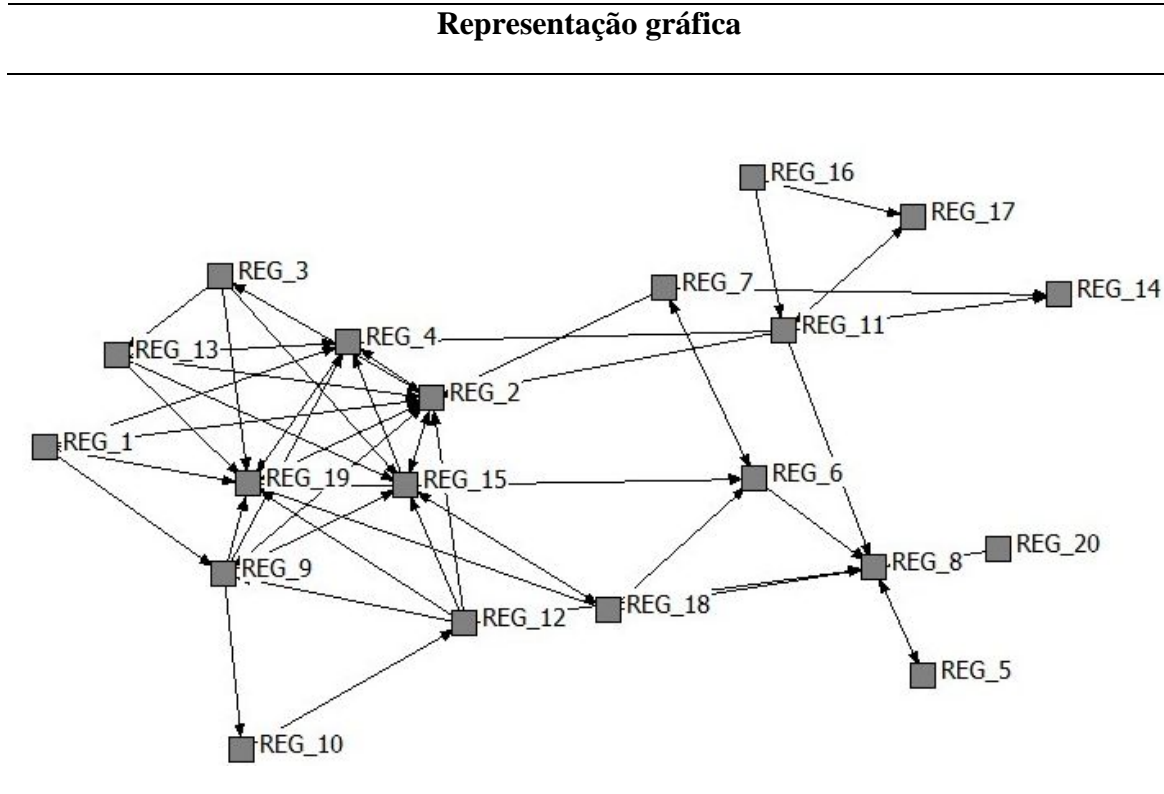 Representação gráfica
REG_16
REG_17
REG_3
REG_7
REG_14
REG_11
REG_4
REG_13
REG_2
REG_1
REG_19
REG_15
REG_6
REG_20
REG_8
REG_9
REG_18
REG_12
REG_5
REG_10